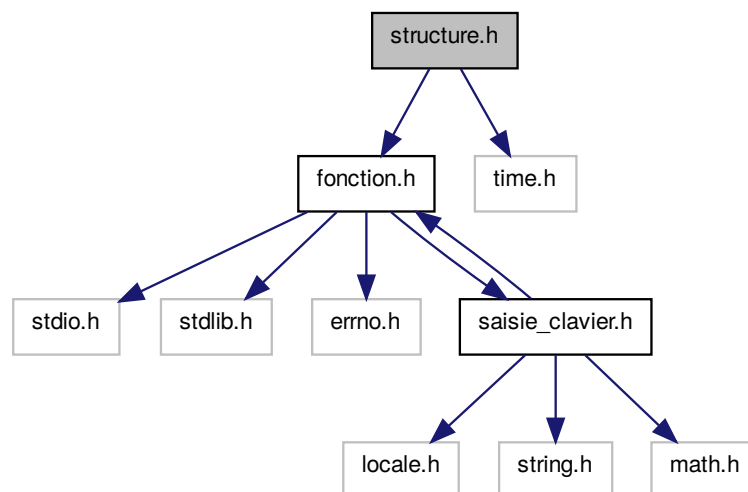 structure.h
fonction.h
time.h
stdio.h
stdlib.h
errno.h
saisie_clavier.h
locale.h
string.h
math.h